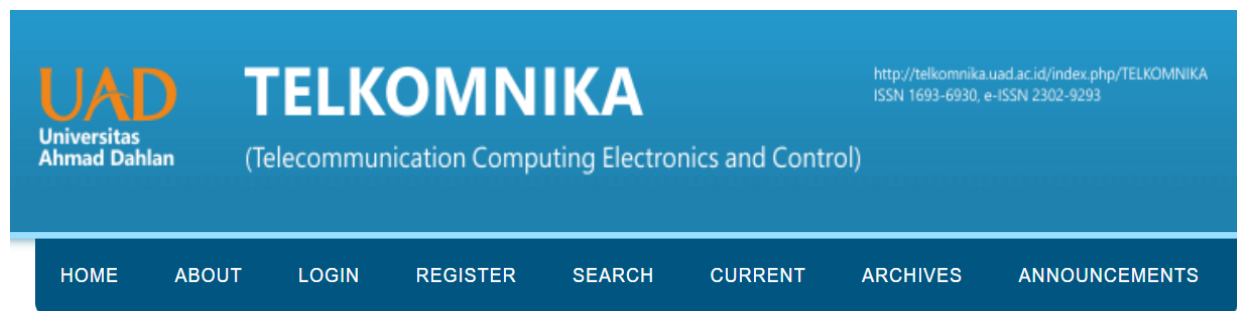 UAD
Universitas
Ahmad Dahlan
TELKOMNIKA
(Telecommunication Computing Electronics and Control)
http://telkomnika.uad.ac.id/index.php/TELKOMNIKA
ISSN 1693-6930, e-ISSN 2302-9293
HOME ABOUT LOGIN REGISTER SEARCH CURRENT ARCHIVES ANNOUNCEMENTS